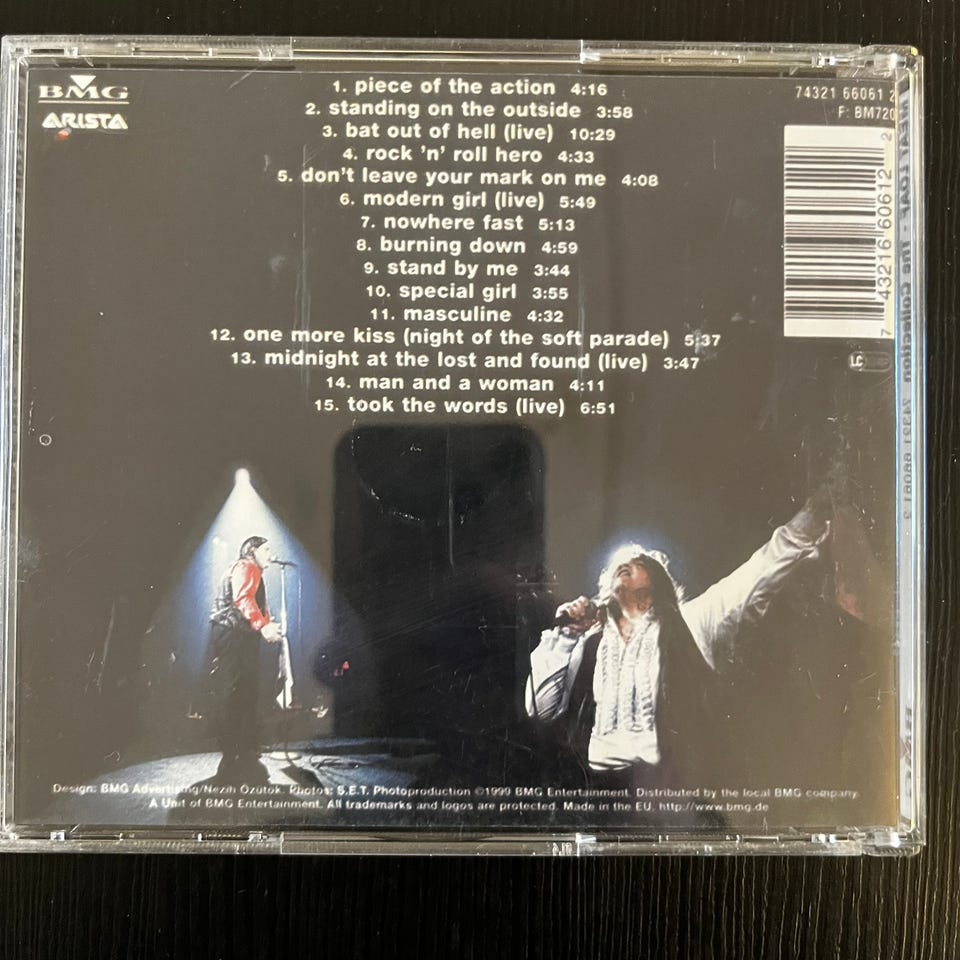 BMG
ARISTA
74321 66061 2
F: BM720
1. piece of the action 4:16
2. standing on the outside 3:58
3. bat out of hell (live) 10:29
4. rock 'n' roll hero 4:33
5. don't leave your mark on me 4:08
6. modern girl (live) 5:49
7. nowhere fast 5:13
8. burning down 4:59
9. stand by me 3:44
10. special girl 3:55
11. masculine 4:32
12. one more kiss (night of the soft parade) 5:37
13. midnight at the lost and found (live) 3:47
14. man and a woman 4:11
15. took the words (live) 6:51
7 43216 60612 2
LC
Design: BMG Advertising/Nezih Özütok. Photos: S.E.T. Photoproduction ©1999 BMG Entertainment. Distributed by the local BMG company.
A Unit of BMG Entertainment. All trademarks and logos are protected. Made in the EU. http://www.bmg.de